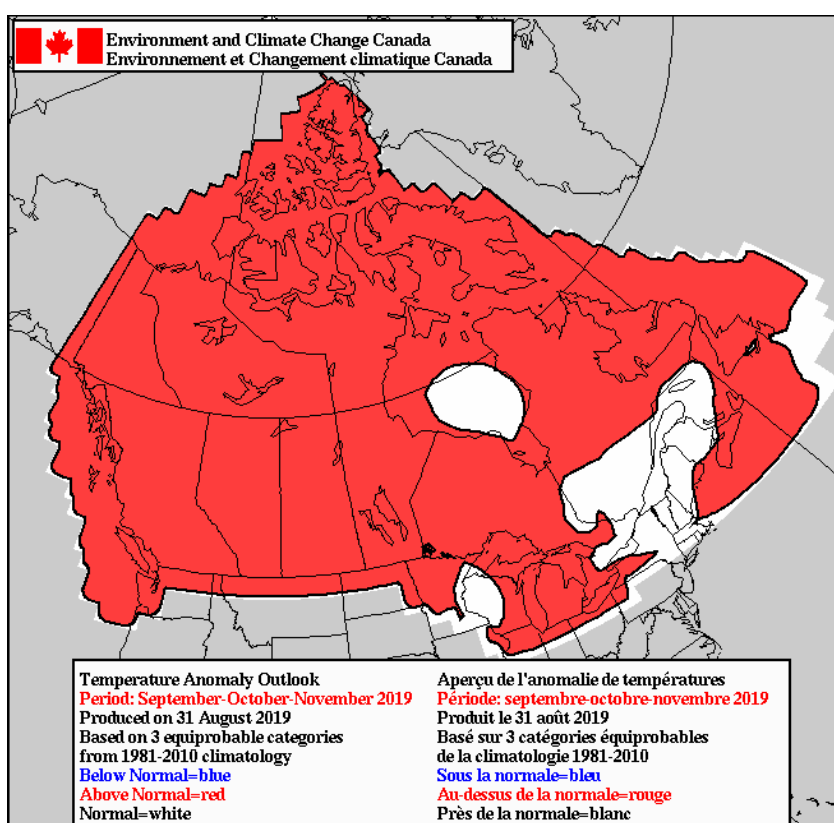 Environment and Climate Change Canada
Environnement et Changement climatique Canada
Temperature Anomaly Outlook
Period: September-October-November 2019
Produced on 31 August 2019
Based on 3 equiprobable categories
from 1981-2010 climatology
Below Normal=blue
Above Normal=red
Normal=white
Aperçu de l'anomalie de températures
Période: septembre-octobre-novembre 2019
Produit le 31 août 2019
Basé sur 3 catégories équiprobables
de la climatologie 1981-2010
Sous la normale=bleu
Au-dessus de la normale=rouge
Près de la normale=blanc